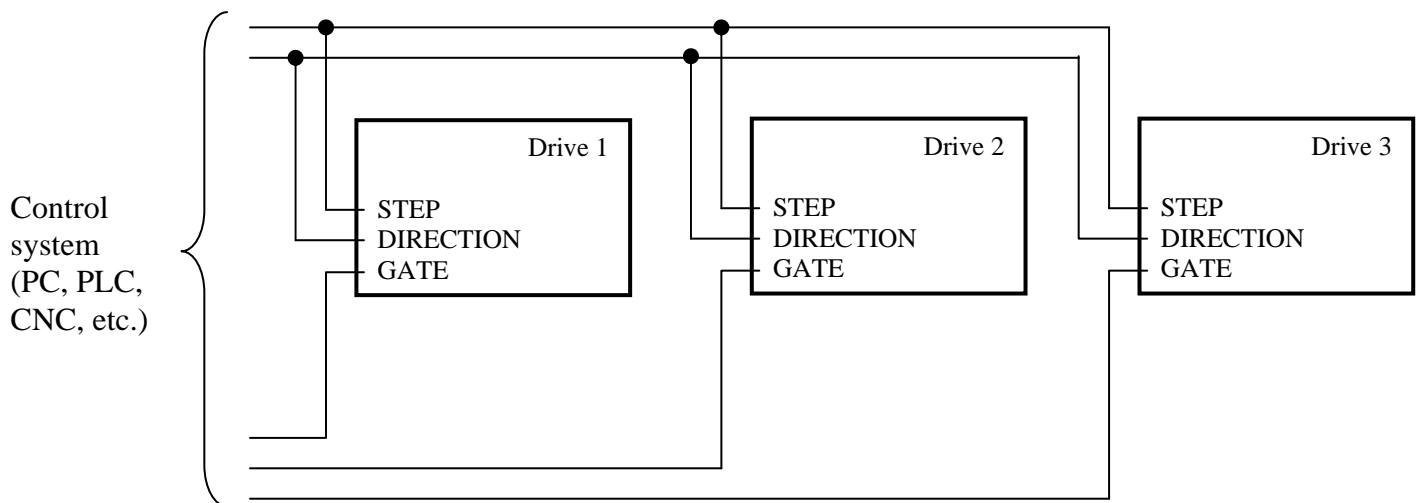 Control
system
(PC, PLC,
CNC, etc.)
Drive 1
STEP
DIRECTION
GATE
Drive 2
STEP
DIRECTION
GATE
Drive 3
STEP
DIRECTION
GATE